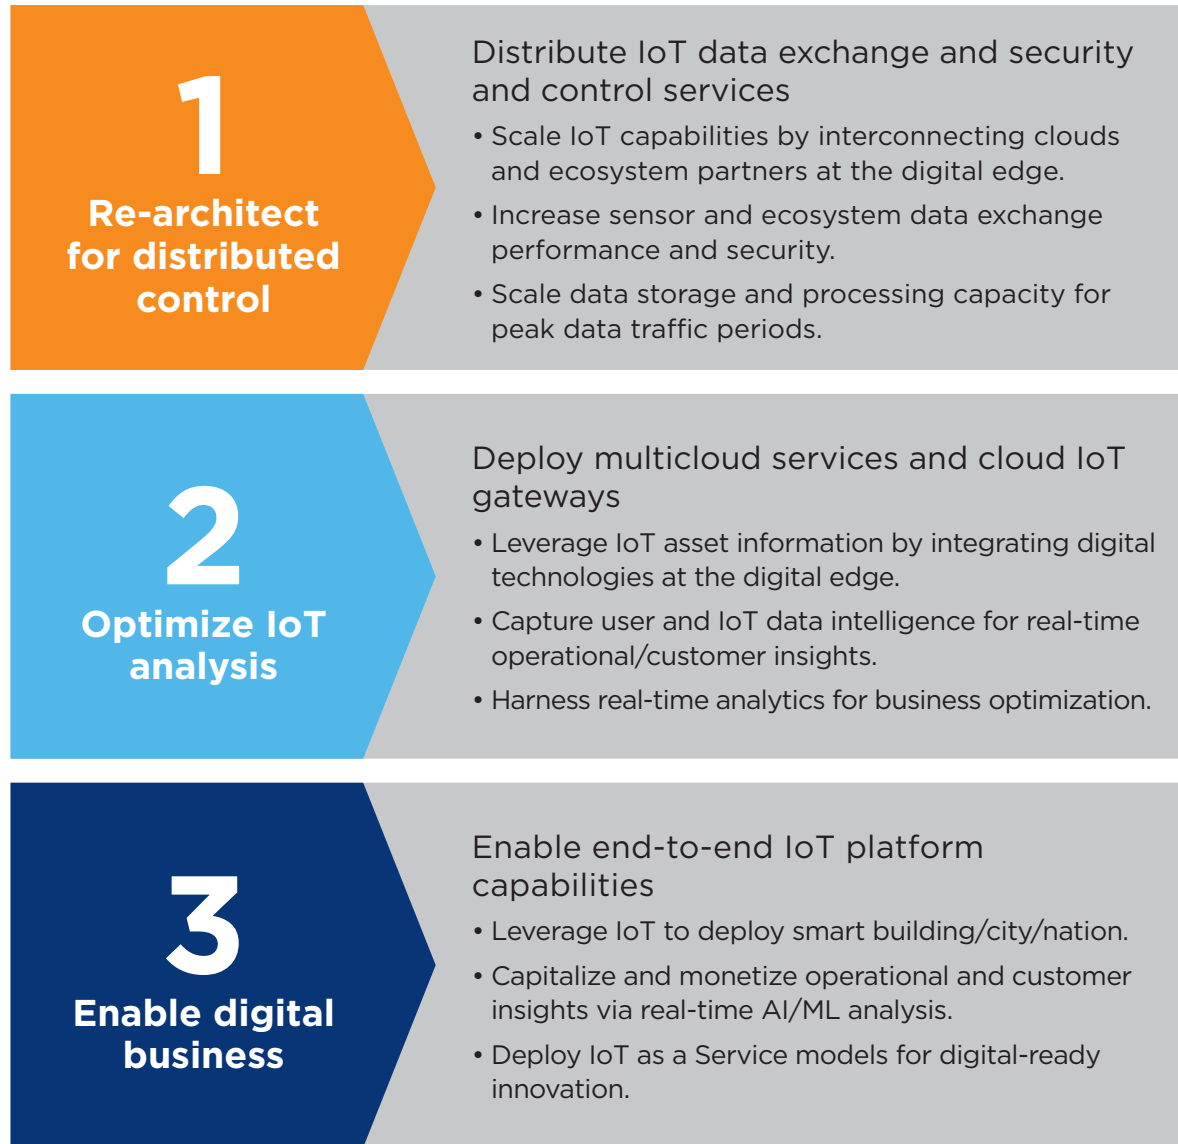 1
Re-architect
for distributed
control
Distribute IoT data exchange and security
and control services
• Scale IoT capabilities by interconnecting clouds
and ecosystem partners at the digital edge.
• Increase sensor and ecosystem data exchange
performance and security.
• Scale data storage and processing capacity for
peak data traffic periods.
2
Optimize IoT
analysis
Deploy multicloud services and cloud IoT
gateways
• Leverage IoT asset information by integrating digital
technologies at the digital edge.
• Capture user and IoT data intelligence for real-time
operational/customer insights.
• Harness real-time analytics for business optimization.
3
Enable digital
business
Enable end-to-end IoT platform
capabilities
• Leverage IoT to deploy smart building/city/nation.
• Capitalize and monetize operational and customer
insights via real-time AI/ML analysis.
• Deploy IoT as a Service models for digital-ready
innovation.